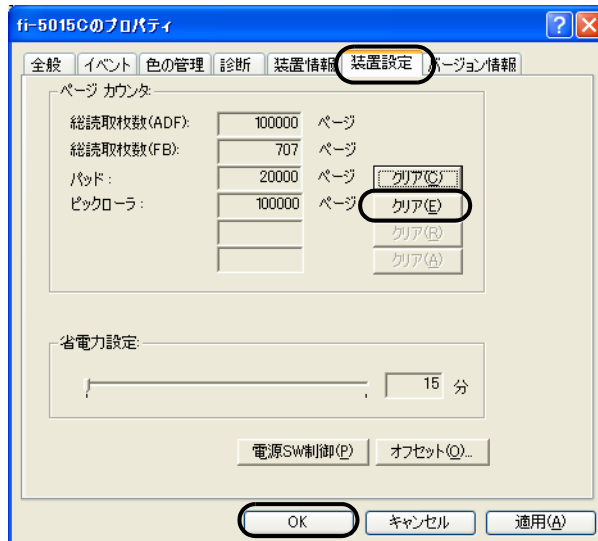 fi-5015Cのプロパティ
全般 イベント 色の管理 診断 装置情報 装置設定 バージョン情報
ページ カウンタ:
総読取枚数(ADF): 100000 ページ
総読取枚数(FB): 707 ページ
パッド: 20000 ページ クリア(C)
ピックローラ: 100000 ページ クリア(E)
クリア(R)
クリア(A)
省電力設定:
15 分
電源SW制御(P) オフセット(O)...
OK キャンセル 適用(A)